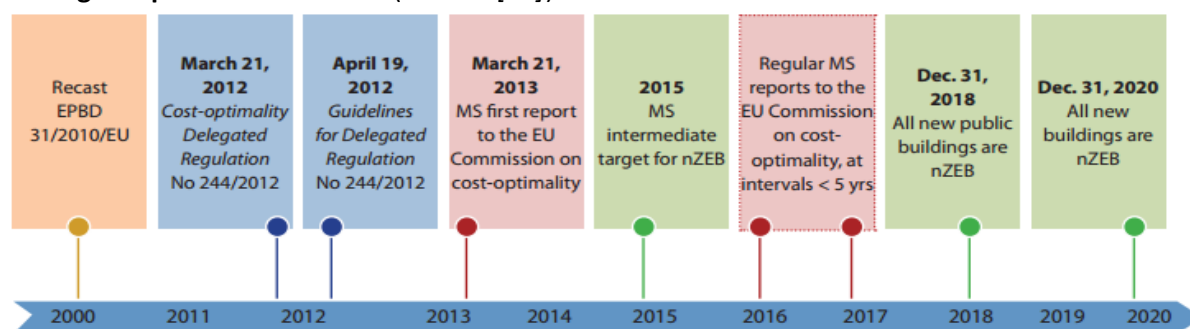 Recast
EPBD
31/2010/EU
March 21,
2012
Cost-optimality
Delegated
Regulation
No 244/2012
April 19,
2012
Guidelines
for Delegated
Regulation
No 244/2012
March 21,
2013
MS first report
to the EU
Commission on
cost-optimality
2015
MS
intermediate
target for nZEB
Regular MS
reports to the
EU Commission
on cost-
optimality, at
intervals < 5 yrs
Dec. 31,
2018
All new public
buildings are
nZEB
Dec. 31, 2020
All new
buildings are
nZEB
2000 2011 2012 2013 2014 2015 2016 2017 2018 2019 2020